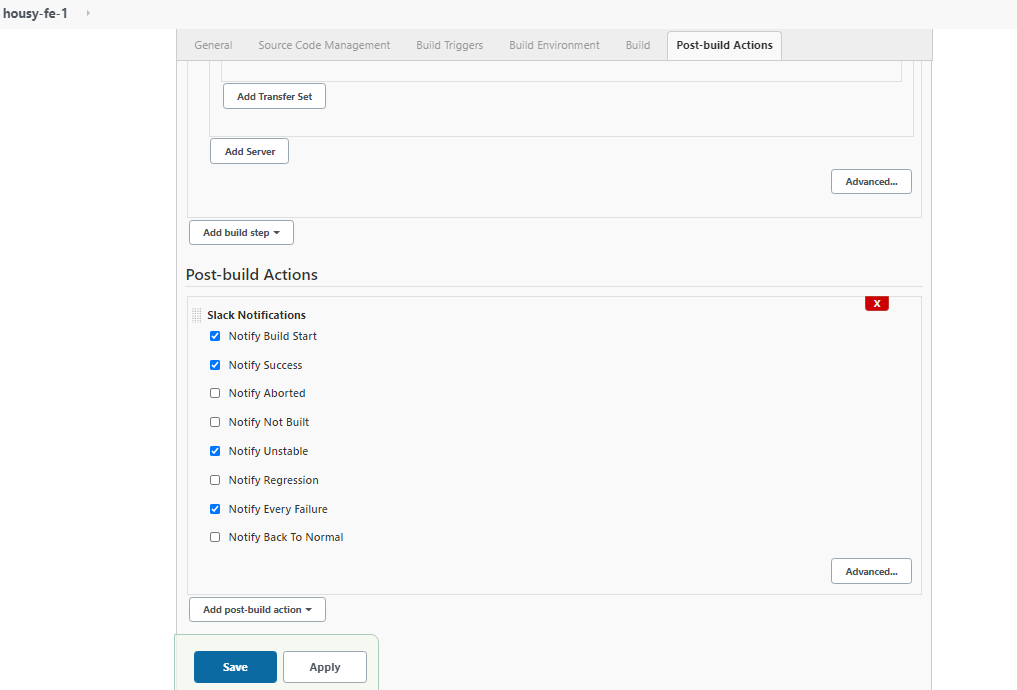 housy-fe-1
General Source Code Management Build Triggers Build Environment Build Post-build Actions
Add Transfer Set
Add Server
Advanced...
Add build step
Post-build Actions
X
Slack Notifications
Notify Build Start
Notify Success
Notify Aborted
Notify Not Built
Notify Unstable
Notify Regression
Notify Every Failure
Notify Back To Normal
Advanced...
Add post-build action
Save Apply